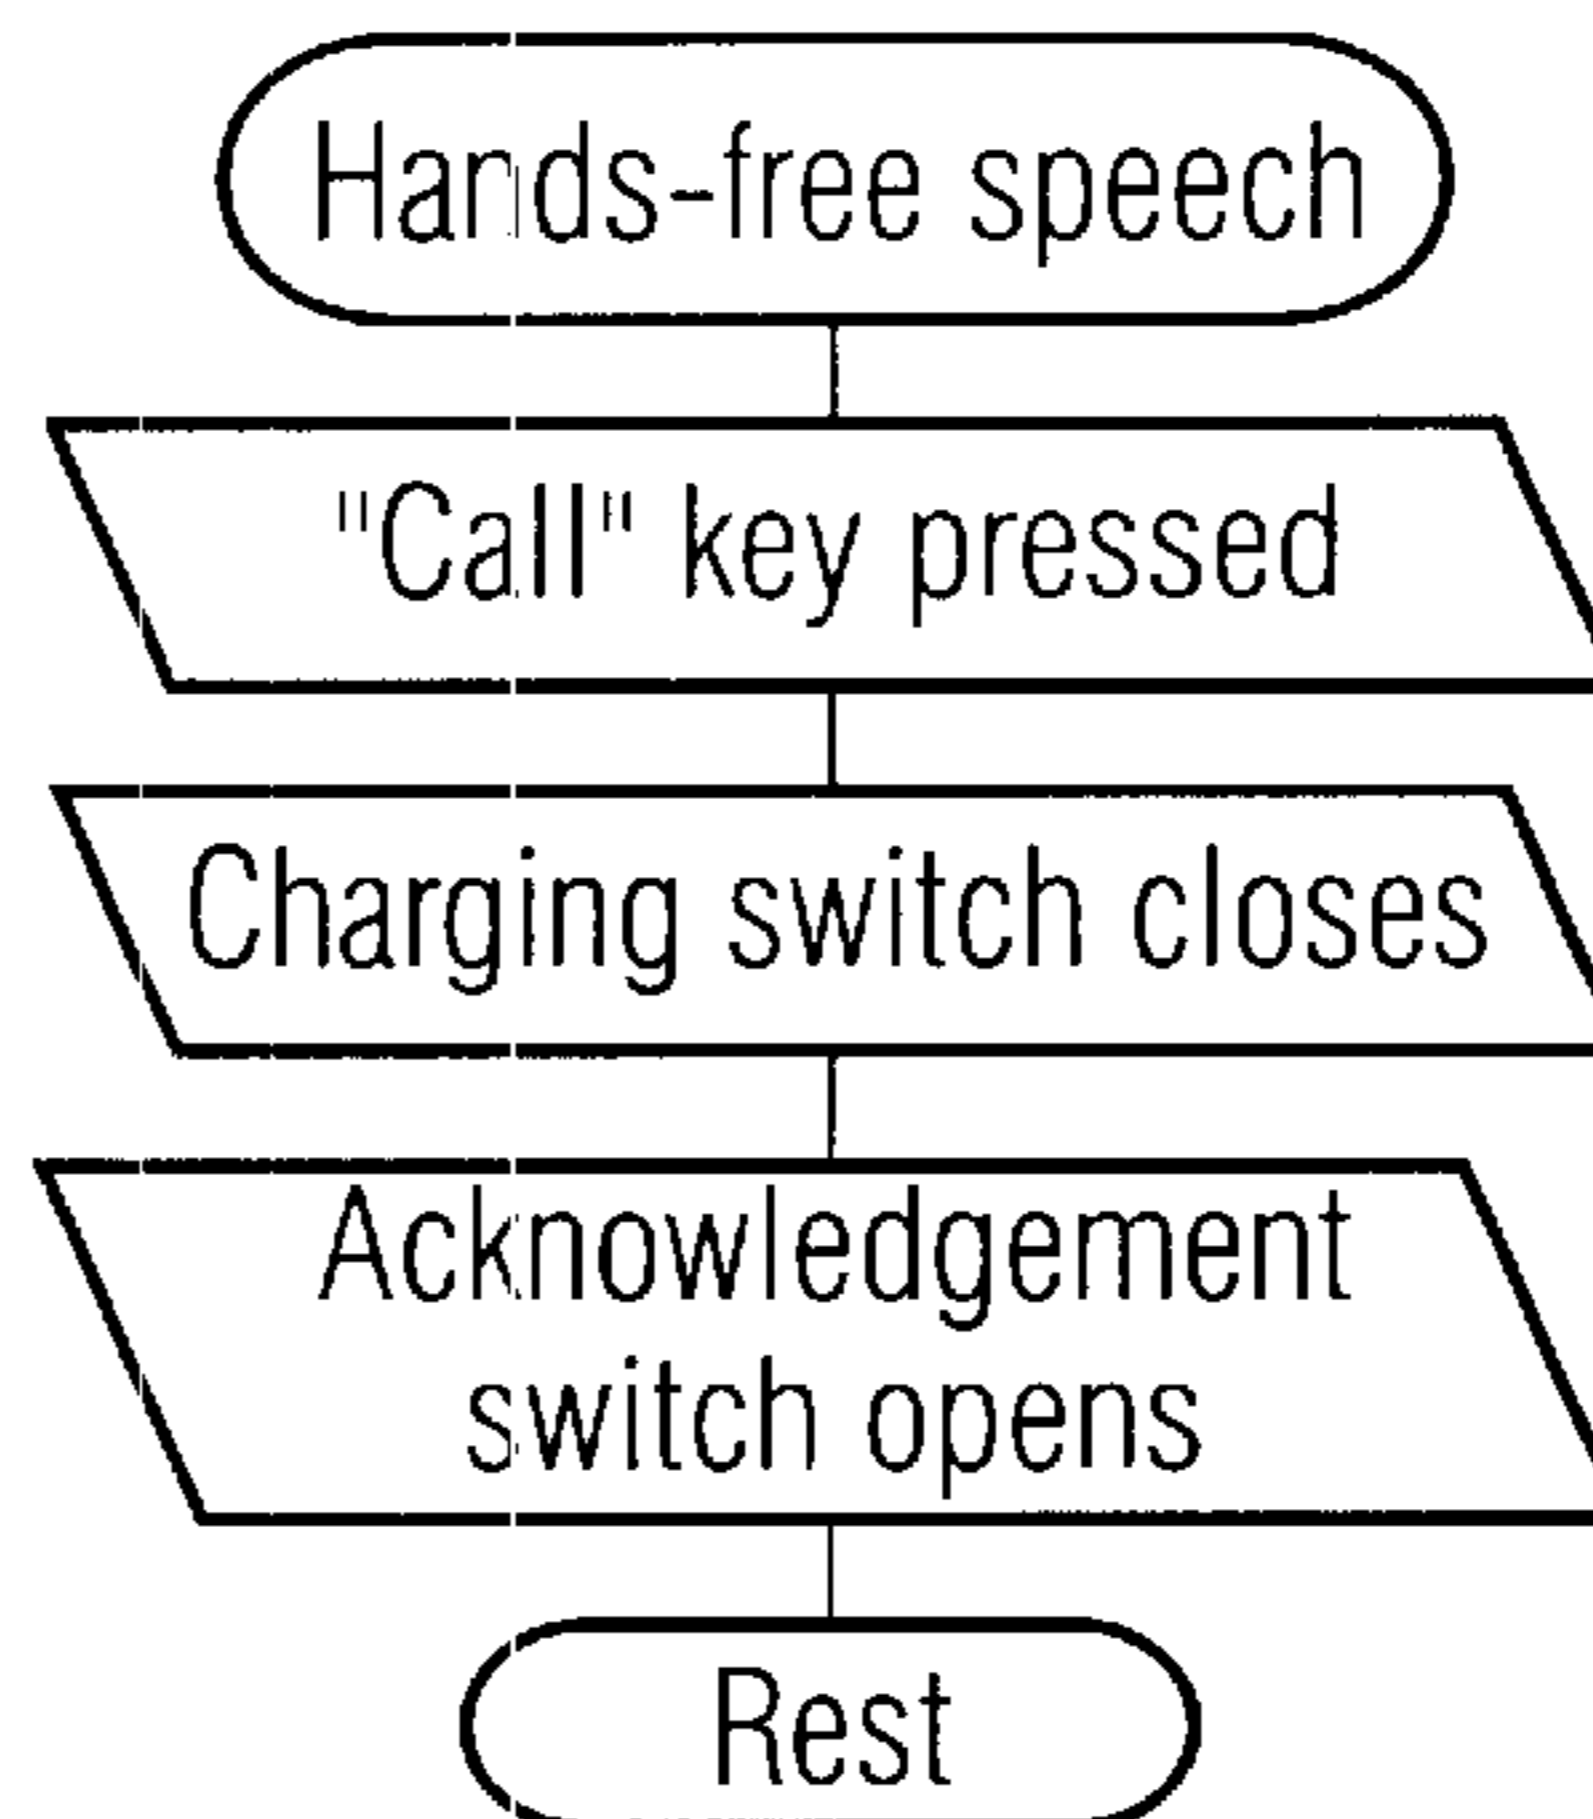 Hands-free speech
"Call" key pressed
Charging switch closes
Acknowledgement
switch opens
Rest